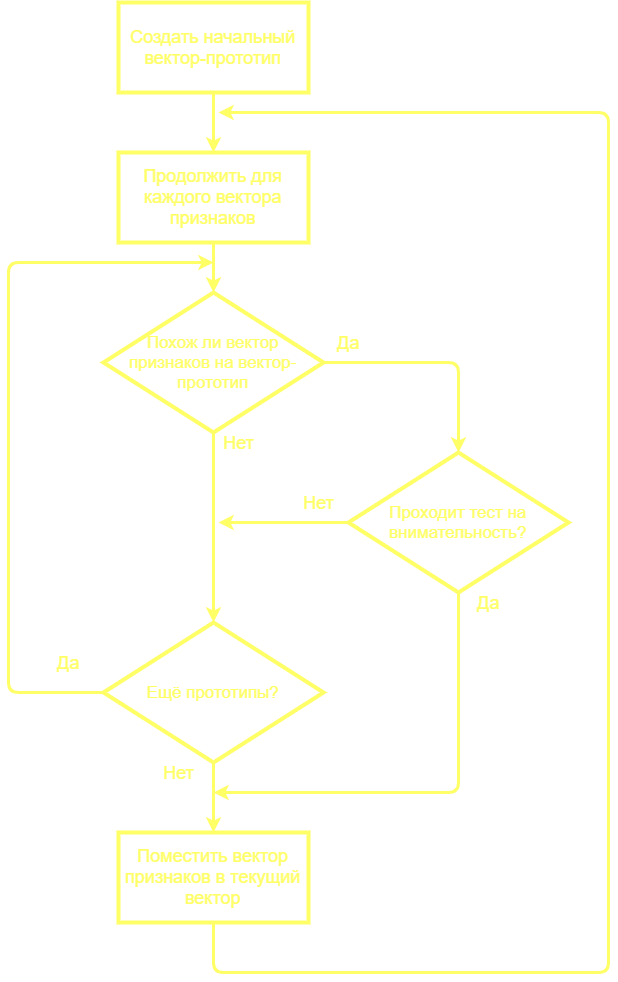 Создать начальный
вектор-прототип
Продолжить для
каждого вектора
признаков
Похож ли вектор
признаков на вектор-
прототип
Да
Нет
Нет
Проходит тест на
внимательность?
Да
Да
Ещё прототипы?
Нет
Поместить вектор
признаков в текущий
вектор